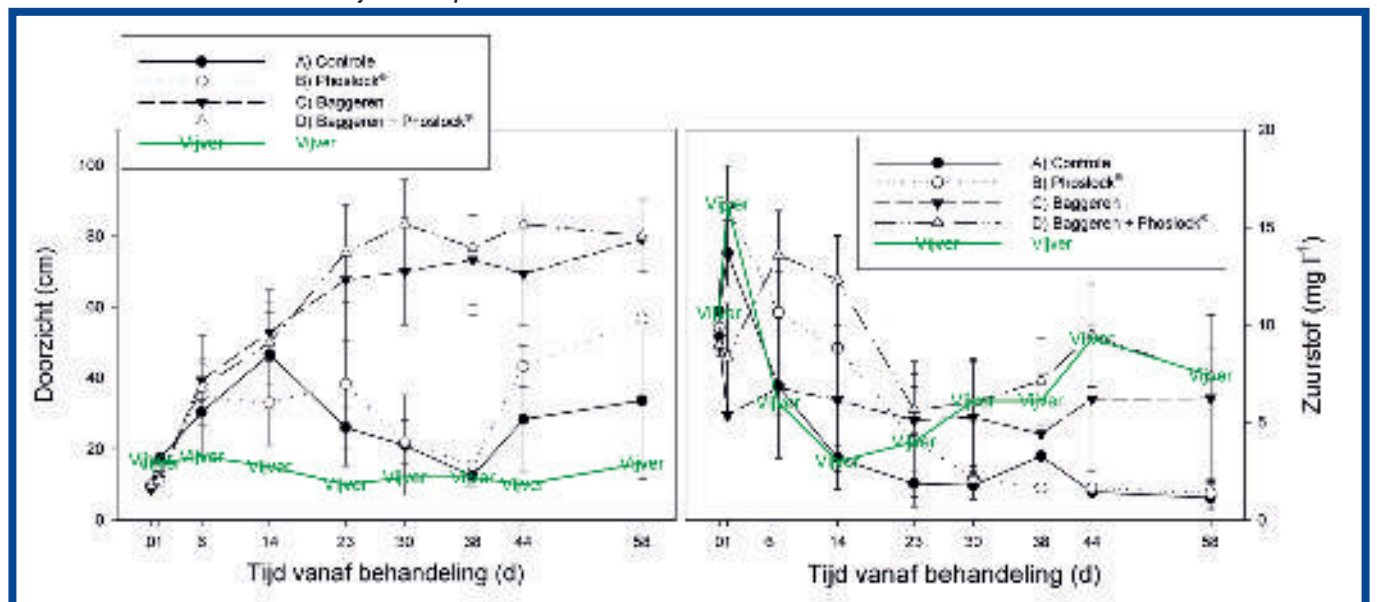 A) Controle
B) Phoslock®
C) Baggeren
D) Baggeren + Phoslock®
Vijver Vijver
Doorzicht (cm)
100
80
60
40
20
0
Vijver
Vijver
Vijver
Vijver
Vijver
Vijver
Vijver
Vijver
01 6 14 23 30 38 44 58
Tijd vanaf behandeling (d)
A) Controle
B) Phoslock®
C) Baggeren
D) Baggeren + Phoslock®
Vijver Vijver Vijver
Vijver
Vijver
Vijver
Vijver
Vijver
Vijver
Vijver
Vijver
Vijver
20
15
10
5
0
Zuurstof (mg l⁻¹)
01 6 14 23 30 38 44 58
Tijd vanaf behandeling (d)